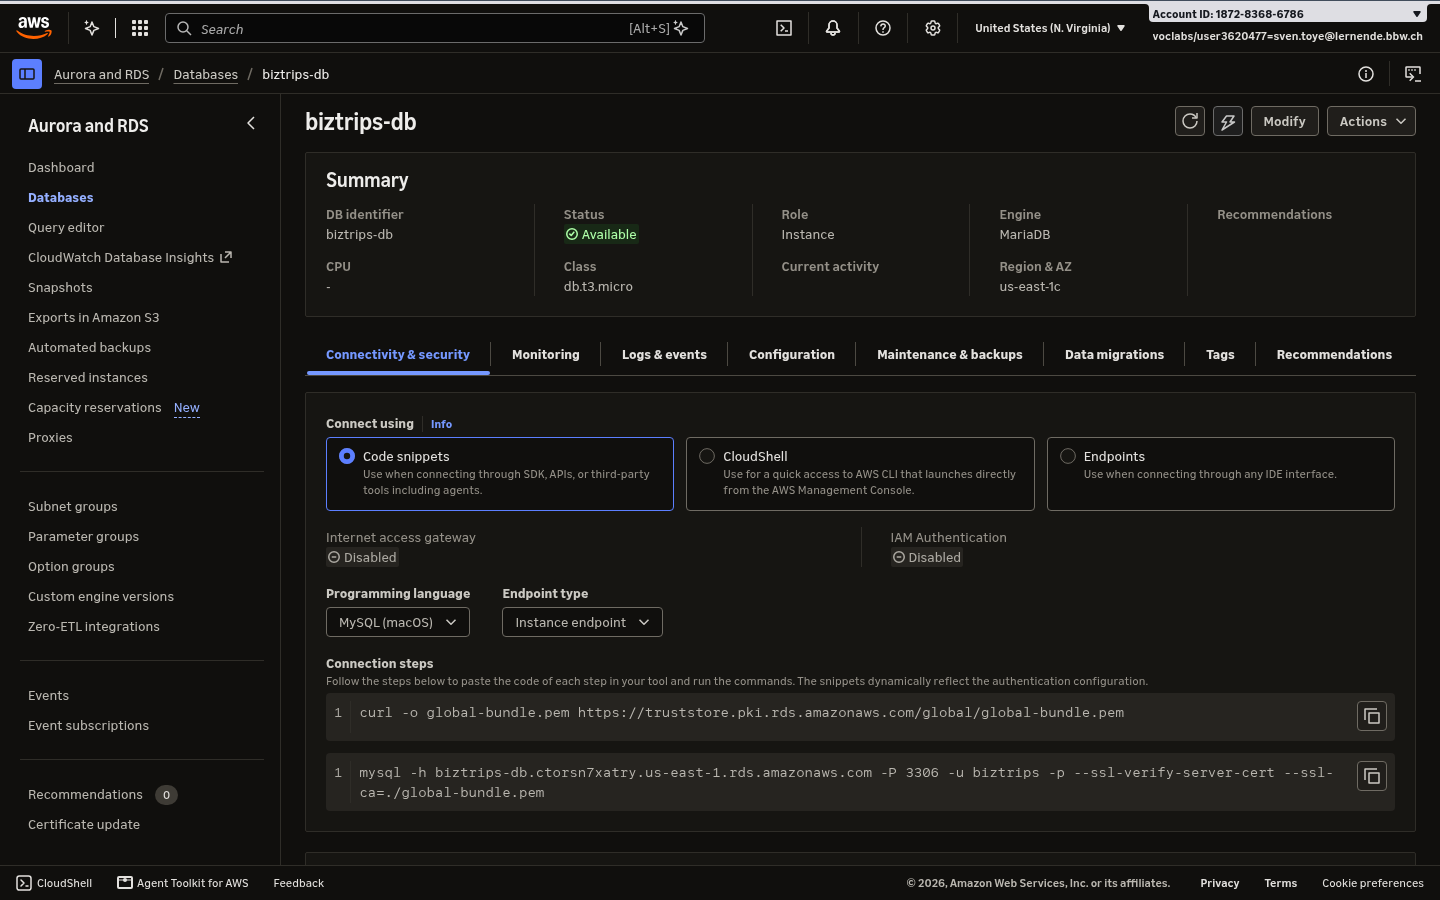 aws
Search
[Alt+S]
United States (N. Virginia)
Account ID: 1872-8368-6786
voclabs/user3620477=sven.toye@lernende.bbw.ch
Aurora and RDS / Databases / biztrips-db
Aurora and RDS
Dashboard
Databases
Query editor
CloudWatch Database Insights
Snapshots
Exports in Amazon S3
Automated backups
Reserved instances
Capacity reservations New
Proxies
Subnet groups
Parameter groups
Option groups
Custom engine versions
Zero-ETL integrations
Events
Event subscriptions
Recommendations 0
Certificate update
biztrips-db
Modify
Actions
Summary
DB identifier
biztrips-db
Status
Available
Role
Instance
Engine
MariaDB
Recommendations
CPU
-
Class
db.t3.micro
Current activity
Region & AZ
us-east-1c
Connectivity & security
Monitoring
Logs & events
Configuration
Maintenance & backups
Data migrations
Tags
Recommendations
Connect using
Info
Code snippets
Use when connecting through SDK, APIs, or third-party
tools including agents.
CloudShell
Use for a quick access to AWS CLI that launches directly
from the AWS Management Console.
Endpoints
Use when connecting through any IDE interface.
Internet access gateway
Disabled
IAM Authentication
Disabled
Programming language
MySQL (macOS)
Endpoint type
Instance endpoint
Connection steps
Follow the steps below to paste the code of each step in your tool and run the commands. The snippets dynamically reflect the authentication configuration.
1 curl -o global-bundle.pem https://truststore.pki.rds.amazonaws.com/global/global-bundle.pem
1 mysql -h biztrips-db.ctorsn7xatry.us-east-1.rds.amazonaws.com -P 3306 -u biztrips -p --ssl-verify-server-cert --ssl-
ca=./global-bundle.pem
CloudShell
Agent Toolkit for AWS
Feedback
© 2026, Amazon Web Services, Inc. or its affiliates.
Privacy
Terms
Cookie preferences